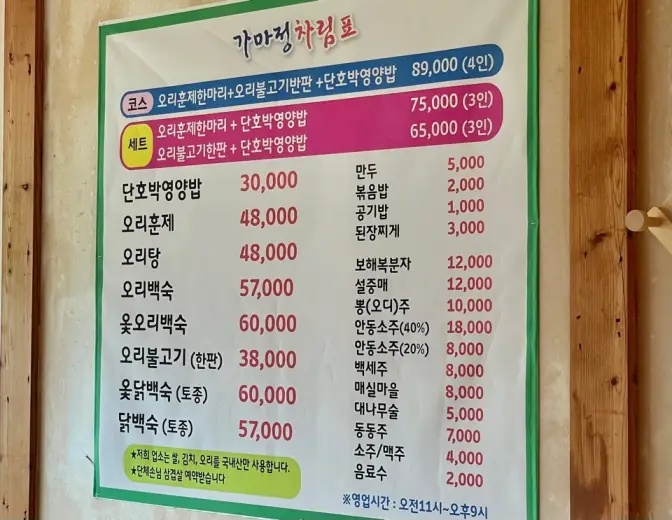 가마정차림표
코스 오리훈제한마리+오리불고기반판+단호박영양밥 89,000 (4인)
세트
오리훈제한마리 + 단호박영양밥 75,000 (3인)
오리불고기한판 + 단호박영양밥 65,000 (3인)
단호박영양밥 30,000
오리훈제 48,000
오리탕 48,000
오리백숙 57,000
옻오리백숙 60,000
오리불고기 (한판) 38,000
옻닭백숙 (토종) 60,000
닭백숙 (토종) 57,000
★저희 업소는 쌀, 김치, 오리를 국내산만 사용합니다.
★단체손님 삼겹살 예약받습니다
만두 5,000
볶음밥 2,000
공기밥 1,000
된장찌게 3,000
보해복분자 12,000
설중매 12,000
뽕(오디)주 10,000
안동소주(40%) 18,000
안동소주(20%) 8,000
백세주 8,000
매실마을 8,000
대나무술 5,000
동동주 7,000
소주/맥주 4,000
음료수 2,000
※영업시간 : 오전11시~오후9시